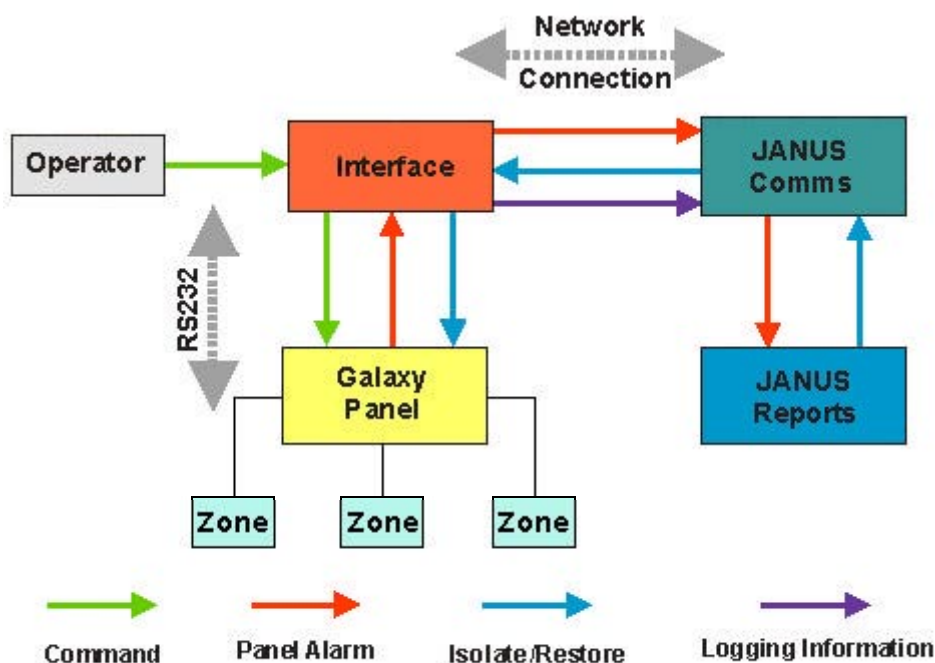 Network
Connection
Operator
Interface
JANUS
Comms
RS232
Galaxy
Panel
JANUS
Reports
Zone
Zone
Zone
Command
Panel Alarm
Isolate/Restore
Logging Information